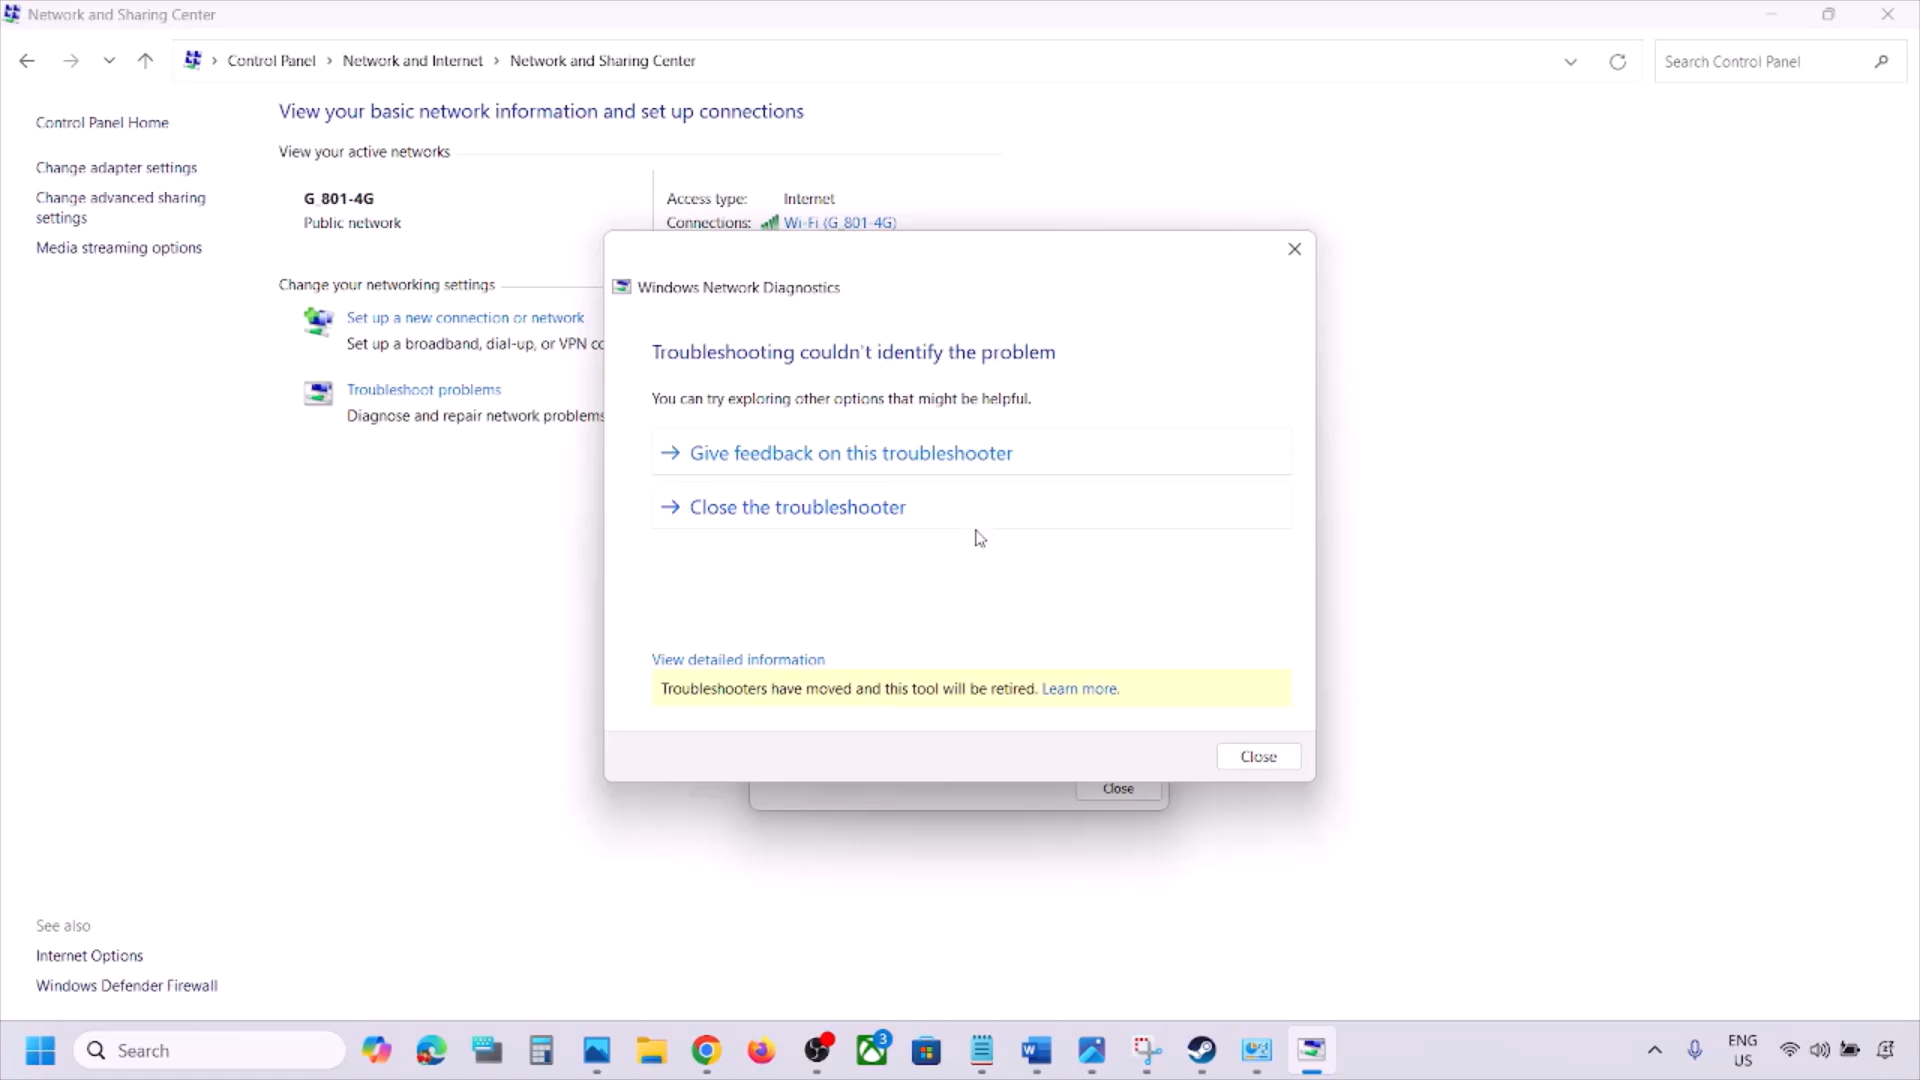 Network and Sharing Center
Control Panel > Network and Internet > Network and Sharing Center
Search Control Panel
Control Panel Home
Change adapter settings
Change advanced sharing
settings
Media streaming options
View your basic network information and set up connections
View your active networks
G_801-4G
Public network
Access type: Internet
Connections: Wi-Fi (G_801-4G)
Change your networking settings
Set up a new connection or network
Set up a broadband, dial-up, or VPN co
Troubleshoot problems
Diagnose and repair network problems
Windows Network Diagnostics
Troubleshooting couldn't identify the problem
You can try exploring other options that might be helpful.
Give feedback on this troubleshooter
Close the troubleshooter
View detailed information
Troubleshooters have moved and this tool will be retired. Learn more.
Close
Close
See also
Internet Options
Windows Defender Firewall
Search
3
ENG
US